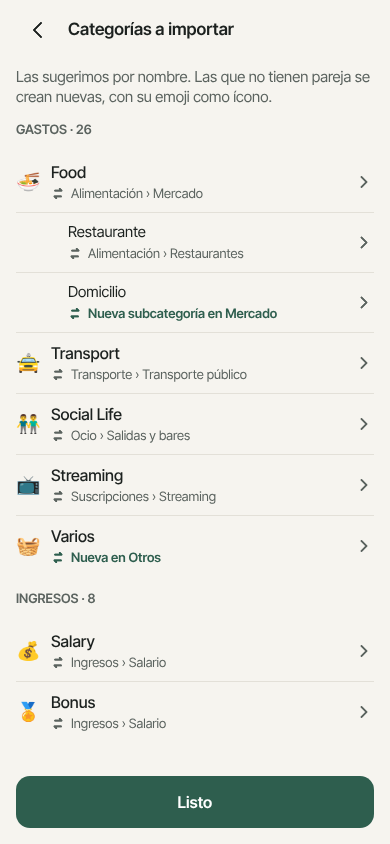 Categorías a importar
Las sugerimos por nombre. Las que no tienen pareja se
crean nuevas, con su emoji como ícono.
GASTOS · 26
Food
Alimentación › Mercado
Restaurante
Alimentación › Restaurantes
Domicilio
Nueva subcategoría en Mercado
Transport
Transporte › Transporte público
Social Life
Ocio › Salidas y bares
Streaming
Suscripciones › Streaming
Varios
Nueva en Otros
INGRESOS · 8
Salary
Ingresos › Salario
Bonus
Ingresos › Salario
Listo